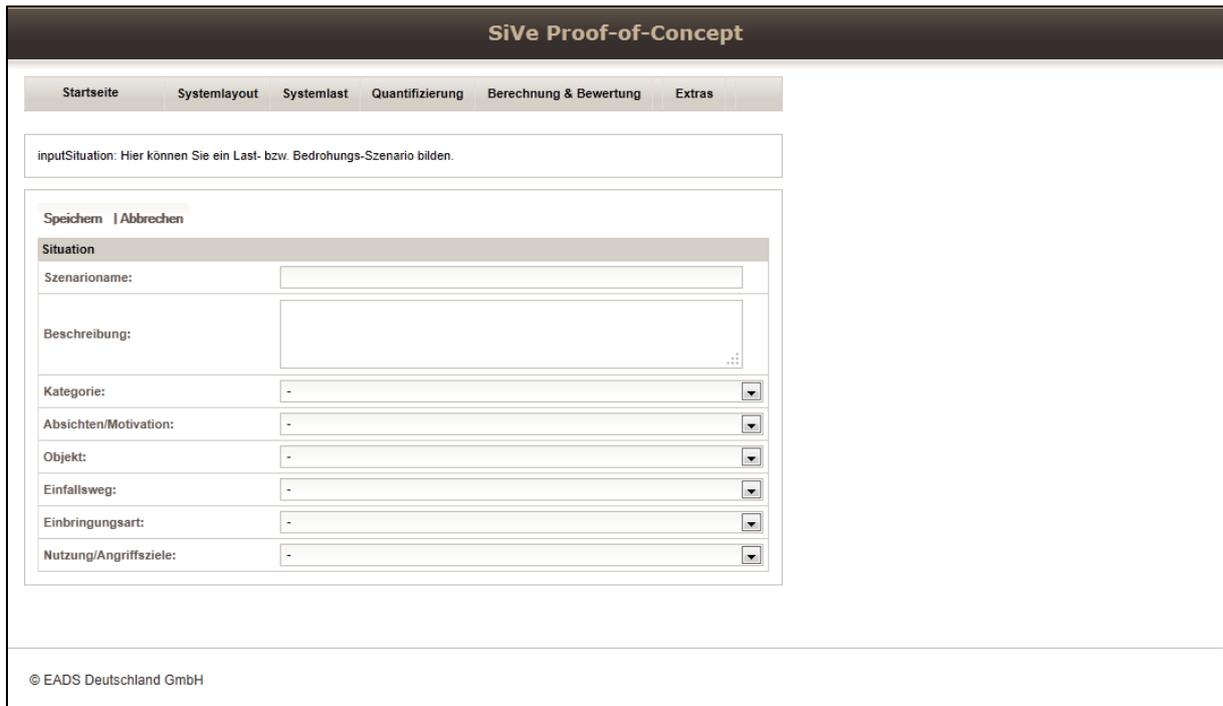 SiVe Proof-of-Concept
Startseite Systemlayout Systemlast Quantifizierung Berechnung & Bewertung Extras
inputSituation: Hier können Sie ein Last- bzw. Bedrohungs-Szenario bilden.
Speichern | Abbrechen
Situation
Szenarioname:
Beschreibung:
Kategorie: -
Absichten/Motivation: -
Objekt: -
Einfallsweg: -
Einbringungsart: -
Nutzung/Angriffsziele: -
© EADS Deutschland GmbH